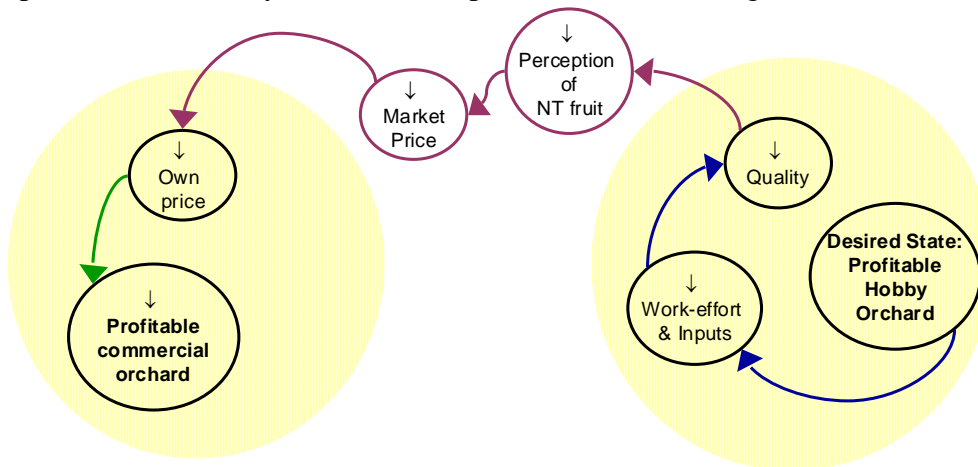 ↓
Perception
of
NT fruit
↓
Market
Price
↓
Own
price
↓
Profitable
commercial
orchard
↓
Quality
Desired State:
Profitable
Hobby
Orchard
↓
Work-effort
& Inputs